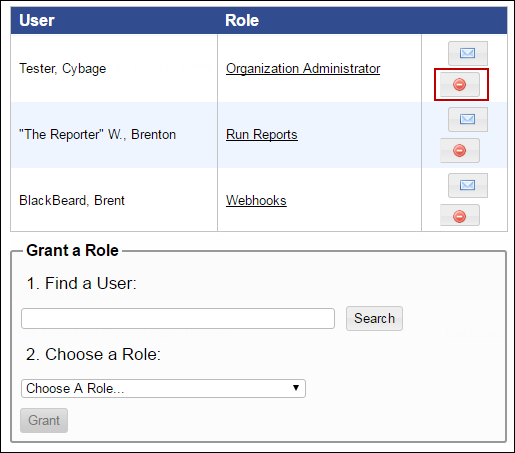 User Role
Tester, Cybage Organization Administrator
"The Reporter" W., Brenton Run Reports
BlackBeard, Brent Webhooks
Grant a Role
1. Find a User:
Search
2. Choose a Role:
Choose A Role...
Grant